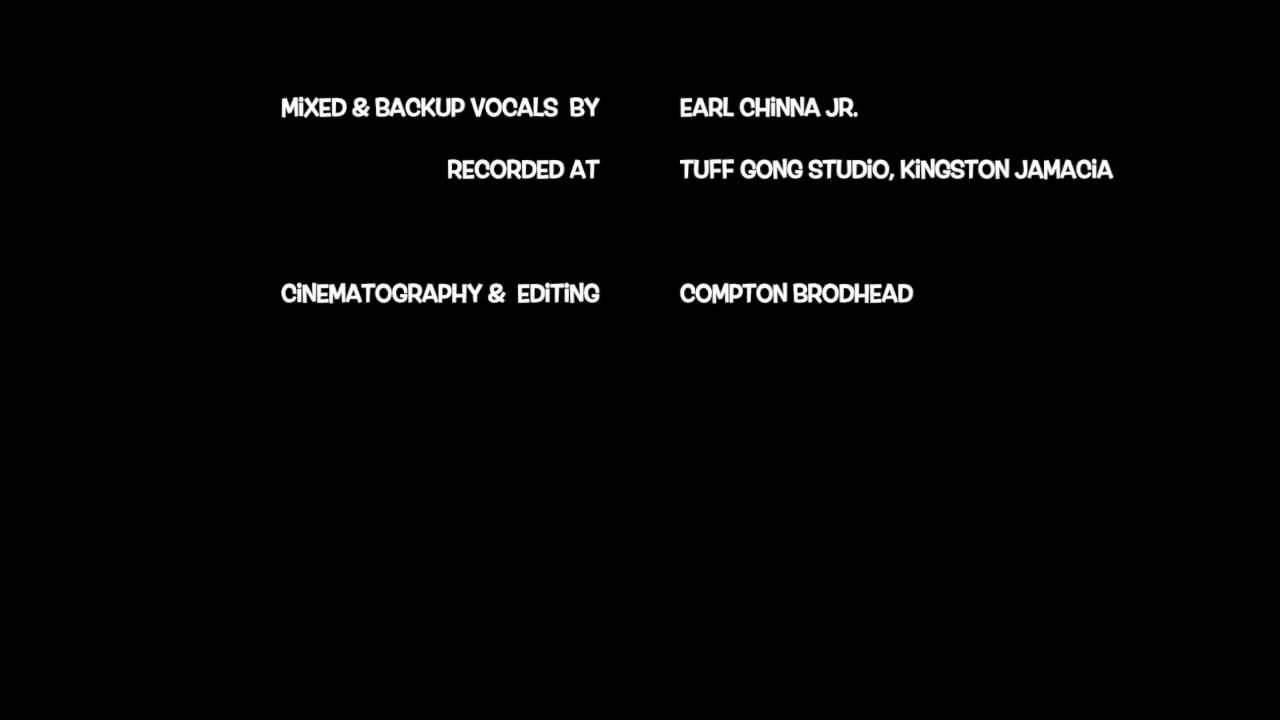 MiXED & BACKUP VOCALS BY EARL CHiNNA JR.
RECORDED AT TUFF GONG STUDiO, KiNGSTON JAMACiA
CiNEMATOGRAPHY & EDiTiNG COMPTON BRODHEAD